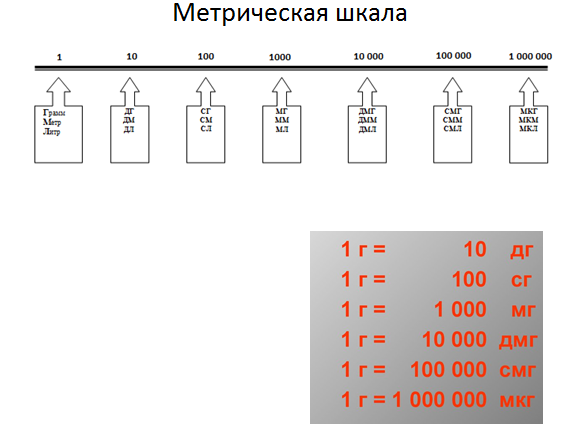 Метрическая шкала
1 10 100 1000 10 000 100 000 1 000 000
Грамм
Метр
Литр
ДГ
ДМ
ДЛ
СГ
СМ
СЛ
МГ
ММ
МЛ
ДМГ
ДММ
ДМЛ
СМГ
СММ
СМЛ
МКГ
МКМ
МКЛ
1 г = 10 дг
1 г = 100 сг
1 г = 1 000 мг
1 г = 10 000 дмг
1 г = 100 000 смг
1 г = 1 000 000 мкг